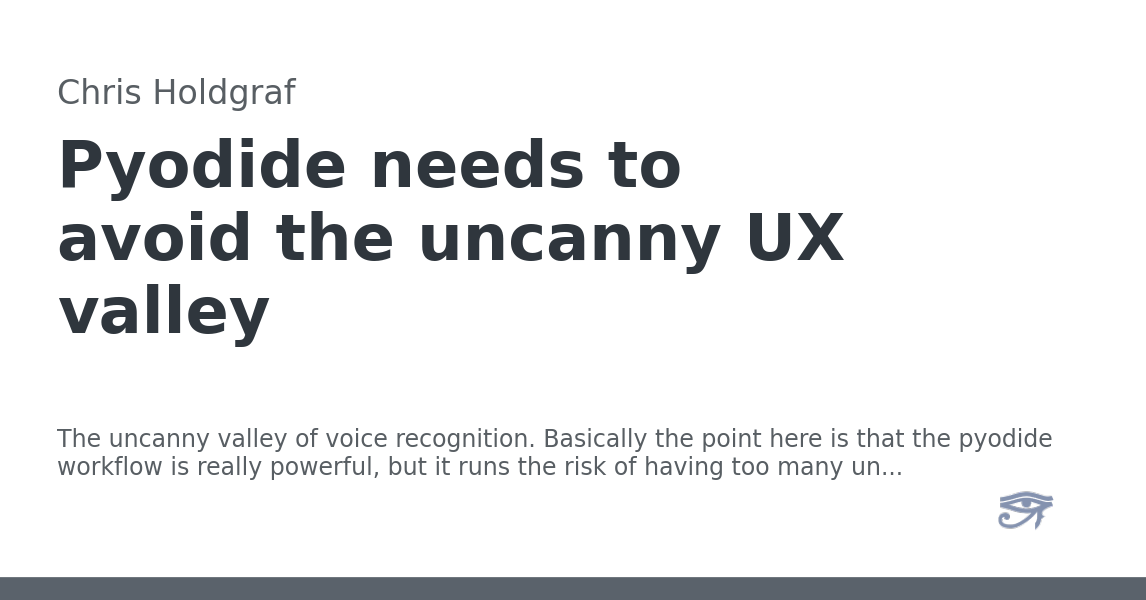 Chris Holdgraf
Pyodide needs to
avoid the uncanny UX
valley
The uncanny valley of voice recognition. Basically the point here is that the pyodide
workflow is really powerful, but it runs the risk of having too many un...